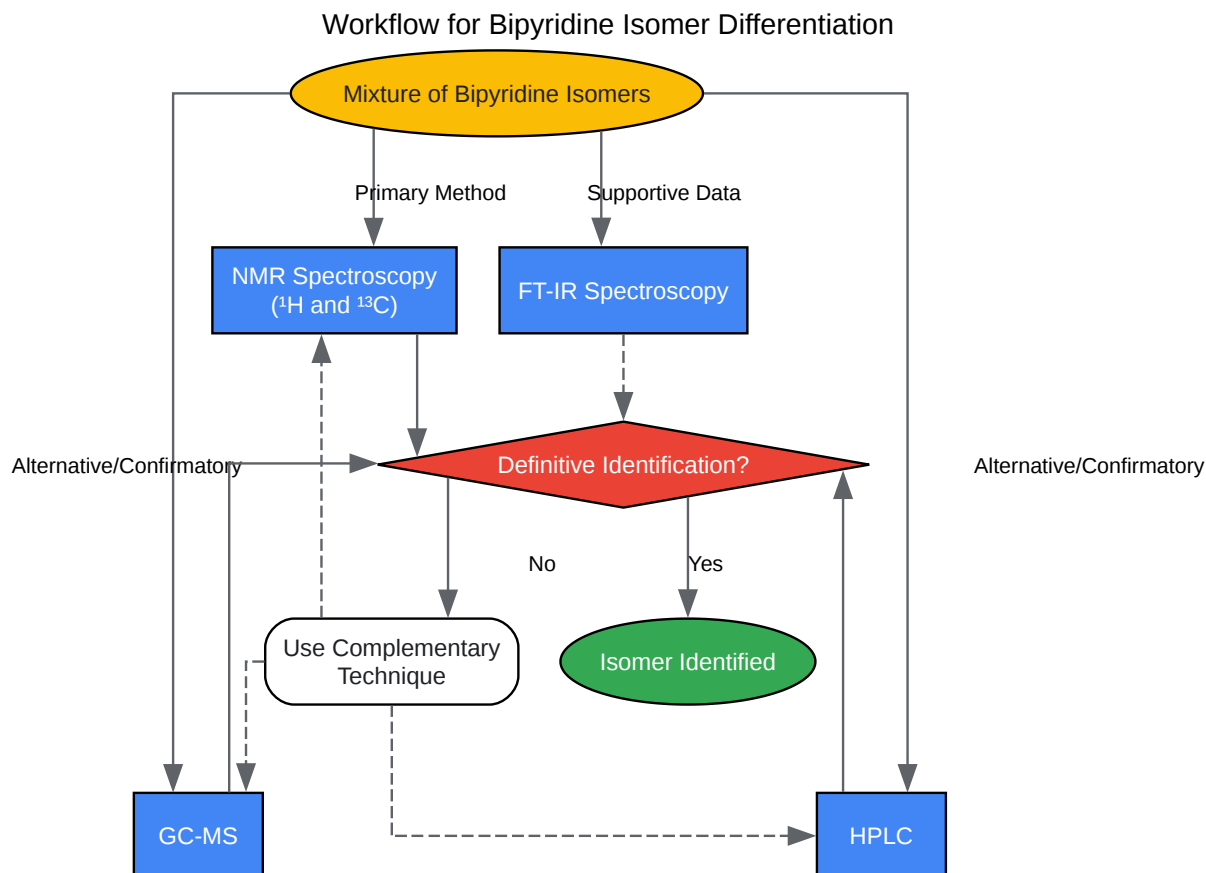 Workflow for Bipyridine Isomer Differentiation
Mixture of Bipyridine Isomers
Primary Method
Supportive Data
NMR Spectroscopy
(¹H and ¹³C)
FT-IR Spectroscopy
Alternative/Confirmatory
Definitive Identification?
Alternative/Confirmatory
No
Yes
Use Complementary
Technique
Isomer Identified
GC-MS
HPLC